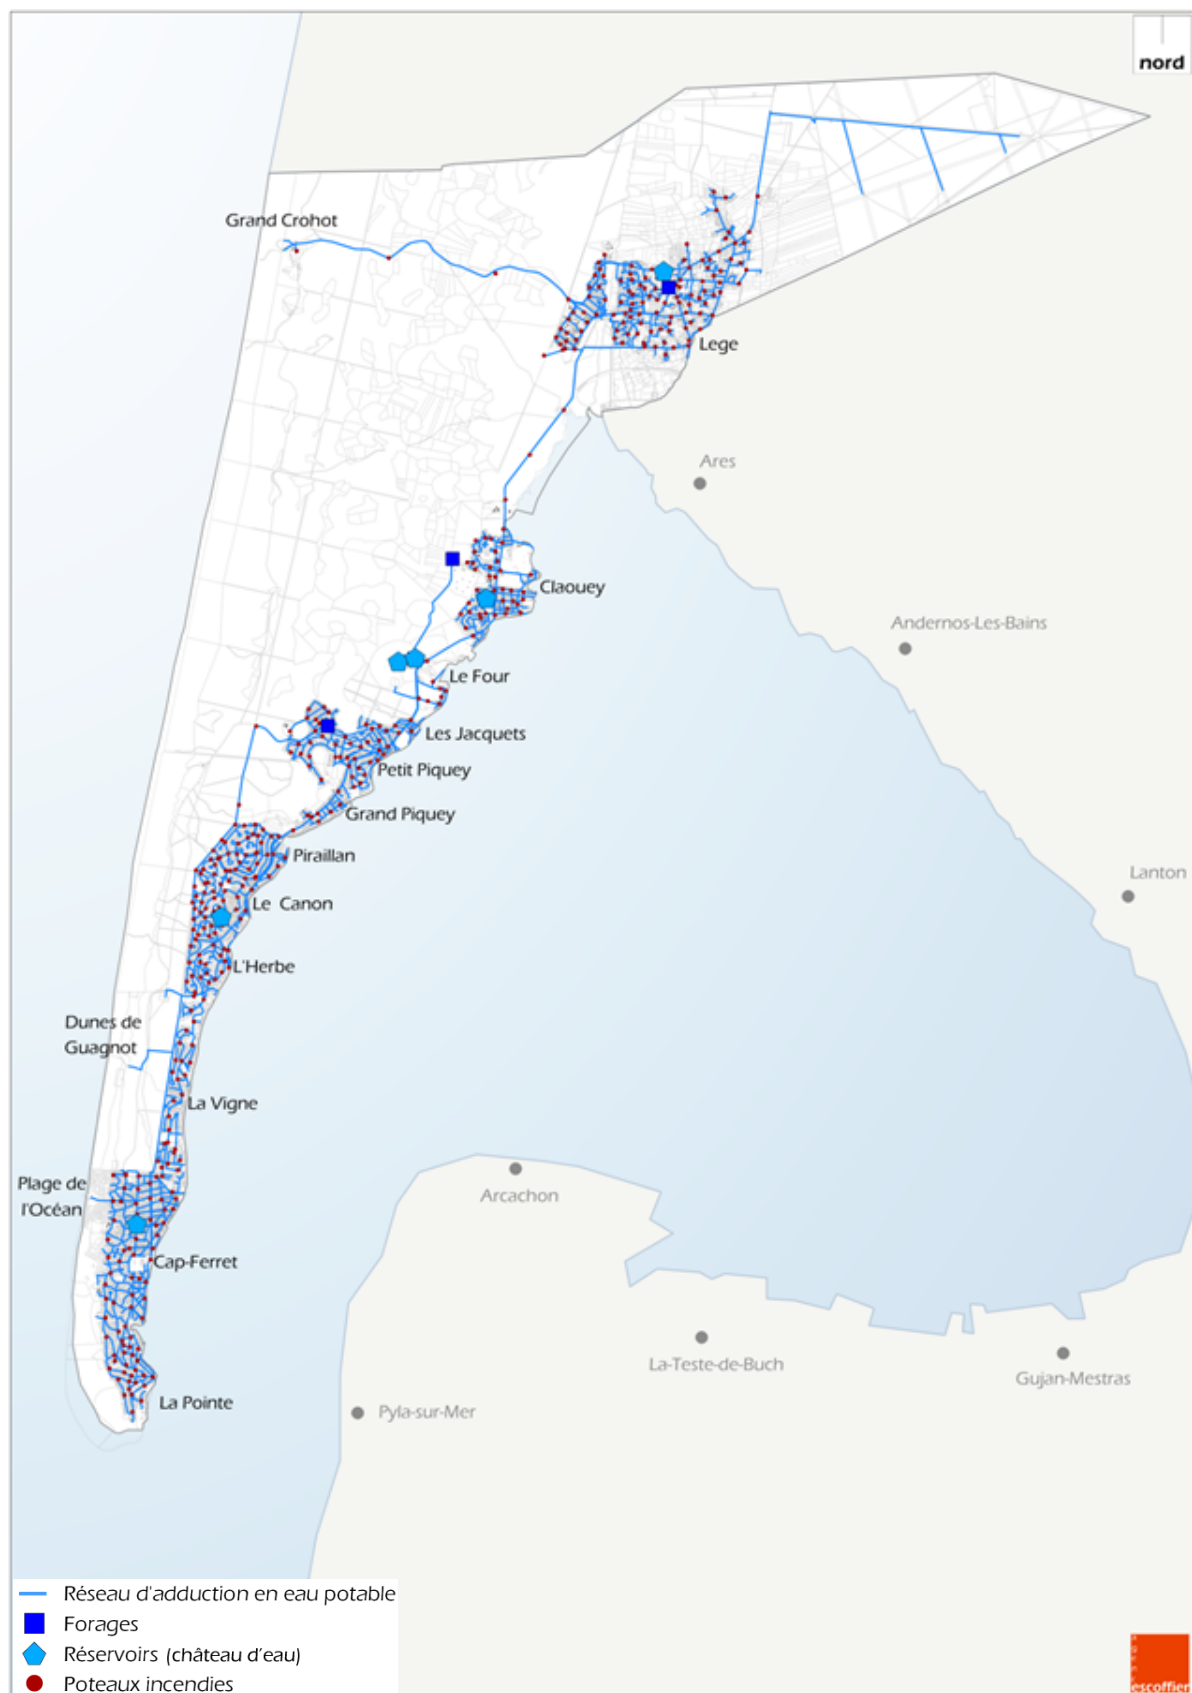 nord
Grand Crohot
Lege
Ares
Claouey
Andernos-Les-Bains
Le Four
Les Jacquets
Petit Piquey
Grand Piquey
Piraillan
Lanton
Le Canon
L'Herbe
Dunes de
Guagnot
La Vigne
Plage de
l'Océan
Arcachon
Cap-Ferret
La-Teste-de-Buch
Gujan-Mestras
La Pointe
Pyla-sur-Mer
Réseau d'adduction en eau potable
Forages
Réservoirs (château d'eau)
Poteaux incendies
escoffier